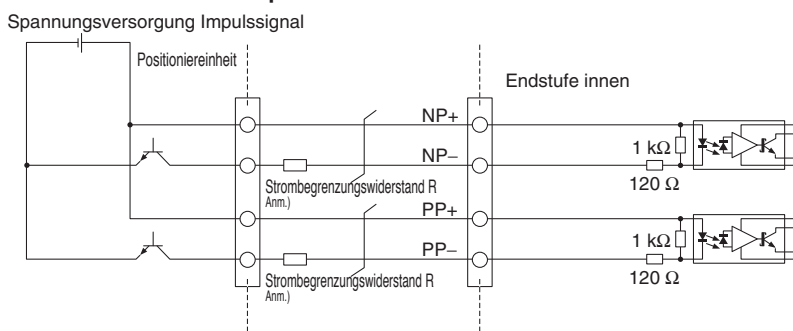 Spannungsversorgung Impulssignal
Positioniereinheit
Endstufe innen
NP+
NP–
1 kΩ
120 Ω
Strombegrenzungswiderstand R
Anm.)
PP+
PP–
1 kΩ
120 Ω
Strombegrenzungswiderstand R
Anm.)